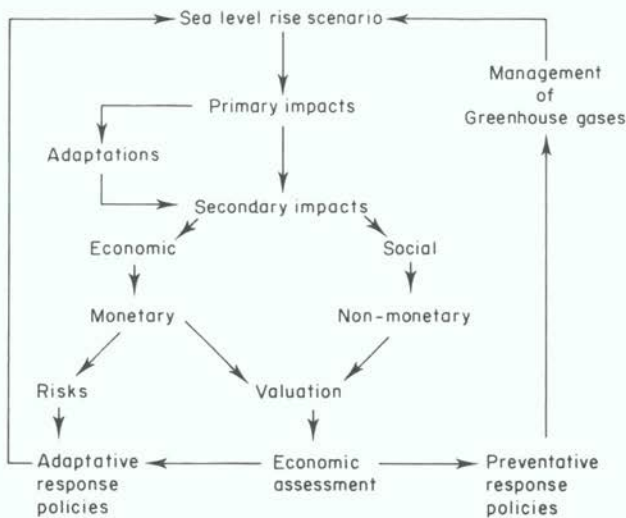 Sea level rise scenario
Management
of
Greenhouse gases
Primary impacts
Adaptations
Secondary impacts
Economic
Social
Monetary
Non-monetary
Risks
Valuation
Adaptative
response
policies
Economic
assessment
Preventative
response
policies